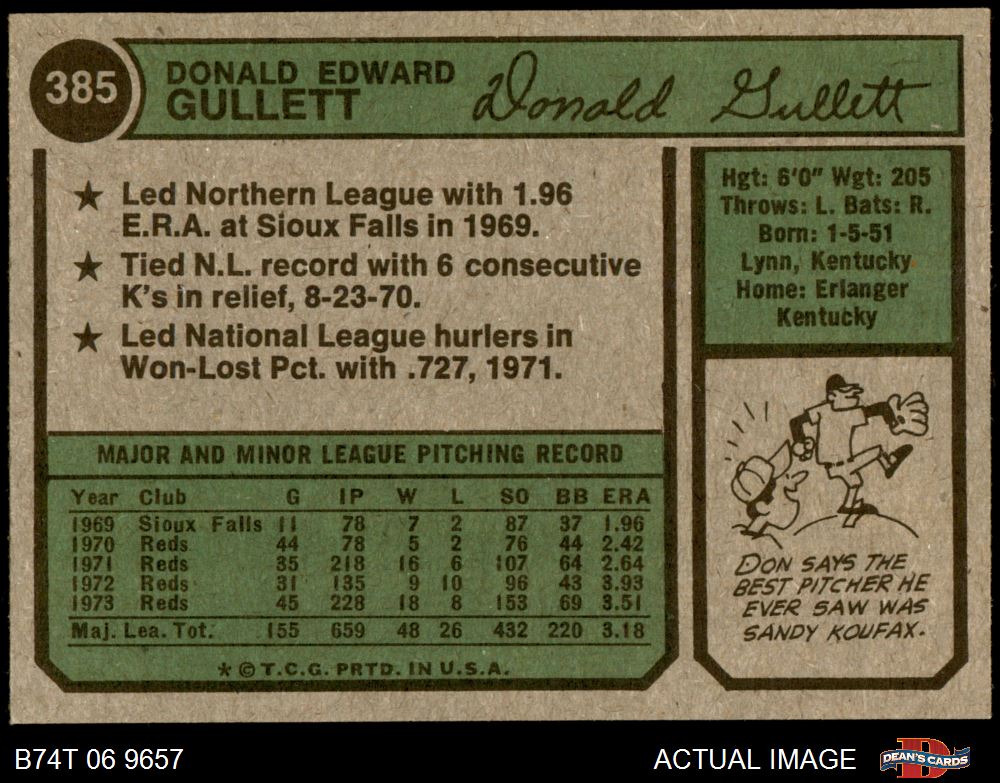 385
DONALD EDWARD
GULLETT
Donald Gullett
★ Led Northern League with 1.96
E.R.A. at Sioux Falls in 1969.
★ Tied N.L. record with 6 consecutive
K's in relief, 8-23-70.
★ Led National League hurlers in
Won-Lost Pct. with .727, 1971.
Hgt: 6'0" Wgt: 205
Throws: L. Bats: R.
Born: 1-5-51
Lynn, Kentucky
Home: Erlanger
Kentucky
MAJOR AND MINOR LEAGUE PITCHING RECORD
Year Club G IP W L SO BB ERA
1969 Sioux Falls 11 78 7 2 87 37 1.96
1970 Reds 44 78 5 2 76 44 2.42
1971 Reds 35 218 16 6 107 64 2.64
1972 Reds 31 135 9 10 96 43 3.93
1973 Reds 45 228 18 8 153 69 3.51
Maj. Lea. Tot. 155 659 48 26 432 220 3.18
★ © T.C.G. PRTD. IN U.S.A.
DON SAYS THE
BEST PITCHER HE
EVER SAW WAS
SANDY KOUFAX.
B74T 06 9657
ACTUAL IMAGE
D
DEAN'S CARDS